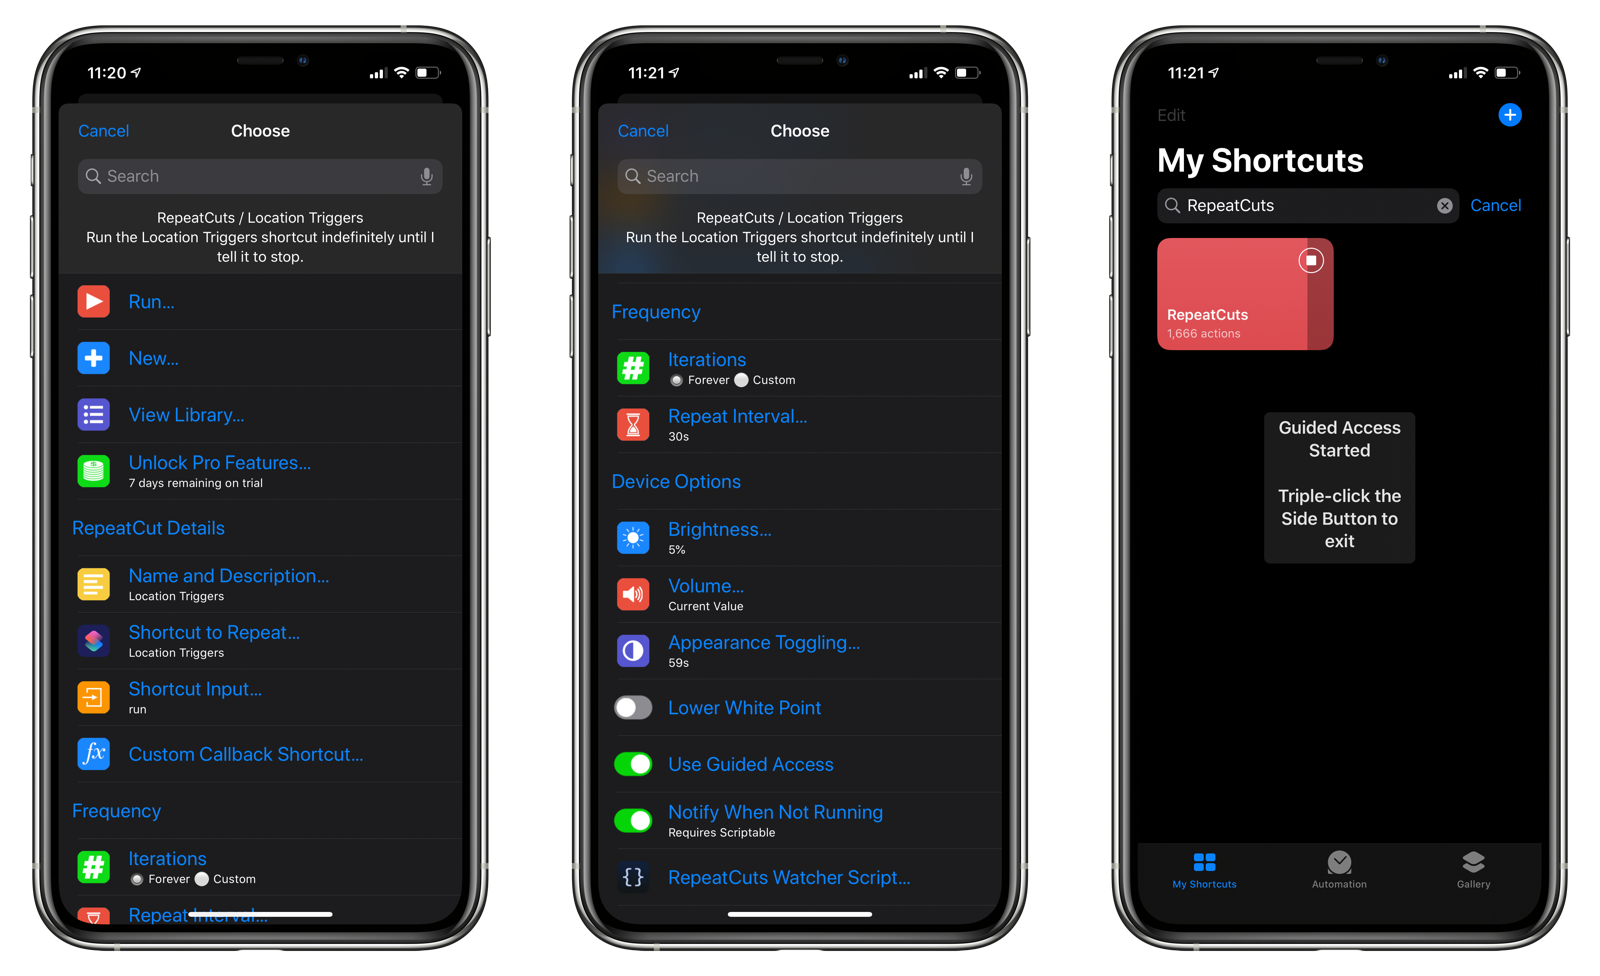 11:20
Cancel
Choose
Search
RepeatCuts / Location Triggers
Run the Location Triggers shortcut indefinitely until I
tell it to stop.
Run...
New...
View Library...
Unlock Pro Features...
7 days remaining on trial
RepeatCut Details
Name and Description...
Location Triggers
Shortcut to Repeat...
Location Triggers
Shortcut Input...
run
fx
Custom Callback Shortcut...
Frequency
#
Iterations
Forever Custom
Repeat Interval...
11:21
Cancel
Choose
Search
RepeatCuts / Location Triggers
Run the Location Triggers shortcut indefinitely until I
tell it to stop.
Frequency
#
Iterations
Forever Custom
Repeat Interval...
30s
Device Options
Brightness...
5%
Volume...
Current Value
Appearance Toggling...
59s
Lower White Point
Use Guided Access
Notify When Not Running
Requires Scriptable
{}
RepeatCuts Watcher Script...
11:21
Edit
My Shortcuts
RepeatCuts
Cancel
RepeatCuts
1,666 actions
Guided Access
Started
Triple-click the
Side Button to
exit
My Shortcuts
Automation
Gallery